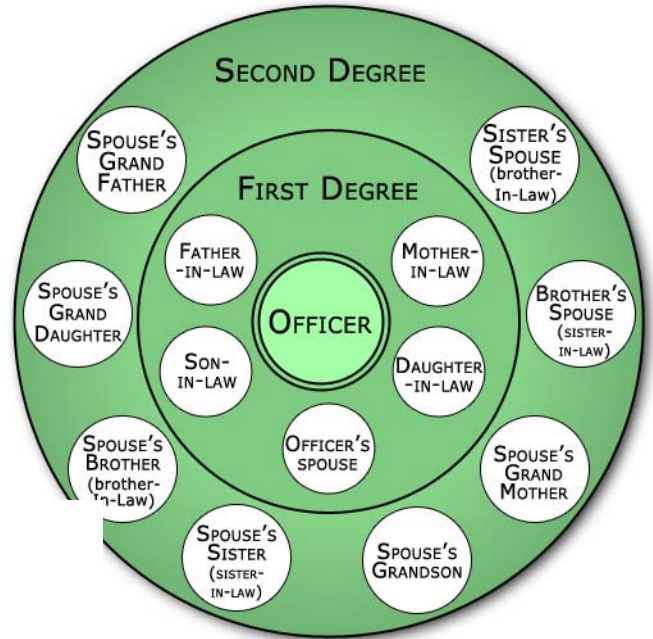 SECOND DEGREE
SPOUSE'S
GRAND
FATHER
SISTER'S
SPOUSE
(brother-
In-Law)
FIRST DEGREE
FATHER
-IN-LAW
MOTHER-
IN-LAW
OFFICER
SPOUSE'S
GRAND
DAUGHTER
BROTHER'S
SPOUSE
(SISTER-
IN-LAW)
SON-
IN-LAW
DAUGHTER
-IN-LAW
OFFICER'S
SPOUSE
SPOUSE'S
BROTHER
(brother-
In-Law)
SPOUSE'S
GRAND
MOTHER
SPOUSE'S
SISTER
(SISTER-
IN-LAW)
SPOUSE'S
GRANDSON